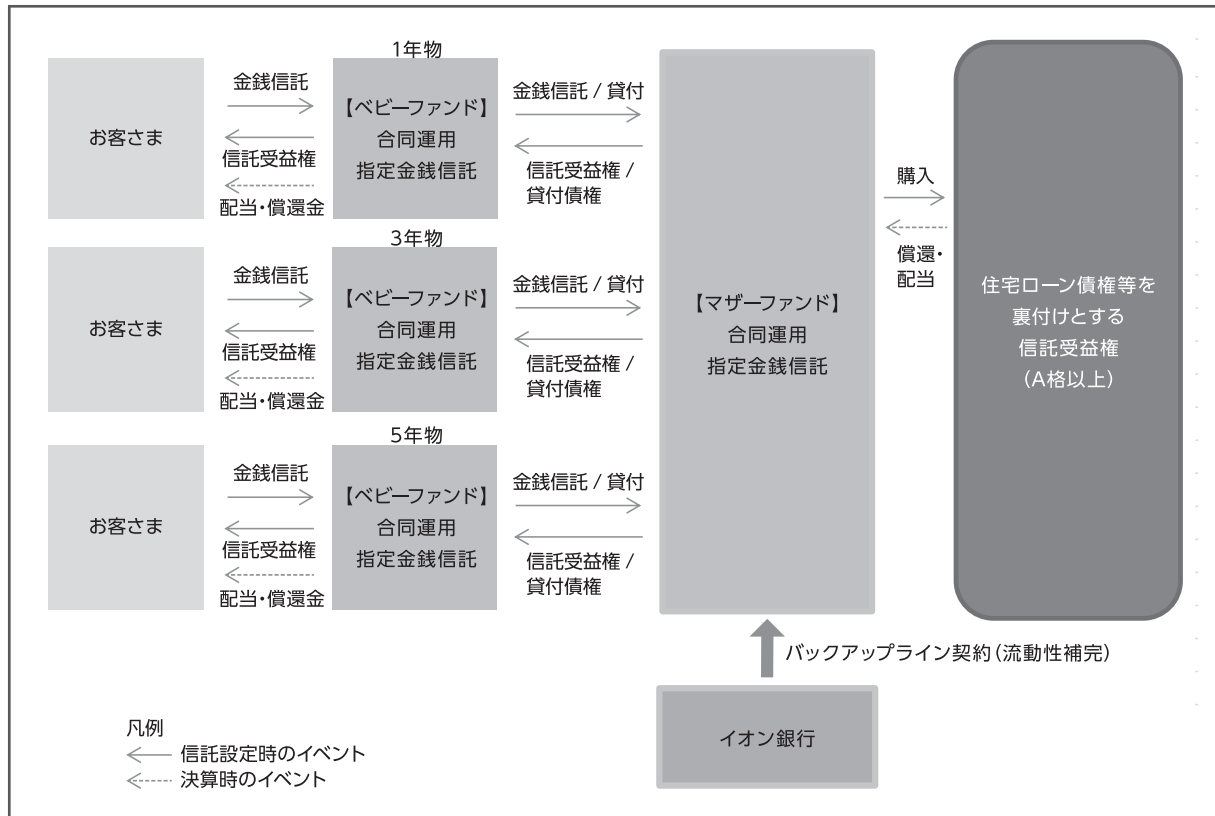 1年物
お客さま
金銭信託
信託受益権
配当・償還金
【ベビーファンド】
合同運用
指定金銭信託
金銭信託 / 貸付
信託受益権 /
貸付債権
3年物
お客さま
金銭信託
信託受益権
配当・償還金
【ベビーファンド】
合同運用
指定金銭信託
金銭信託 / 貸付
信託受益権 /
貸付債権
5年物
お客さま
金銭信託
信託受益権
配当・償還金
【ベビーファンド】
合同運用
指定金銭信託
金銭信託 / 貸付
信託受益権 /
貸付債権
【マザーファンド】
合同運用
指定金銭信託
購入
償還・
配当
住宅ローン債権等を
裏付けとする
信託受益権
(A格以上)
バックアップライン契約(流動性補完)
イオン銀行
凡例
信託設定時のイベント
決算時のイベント